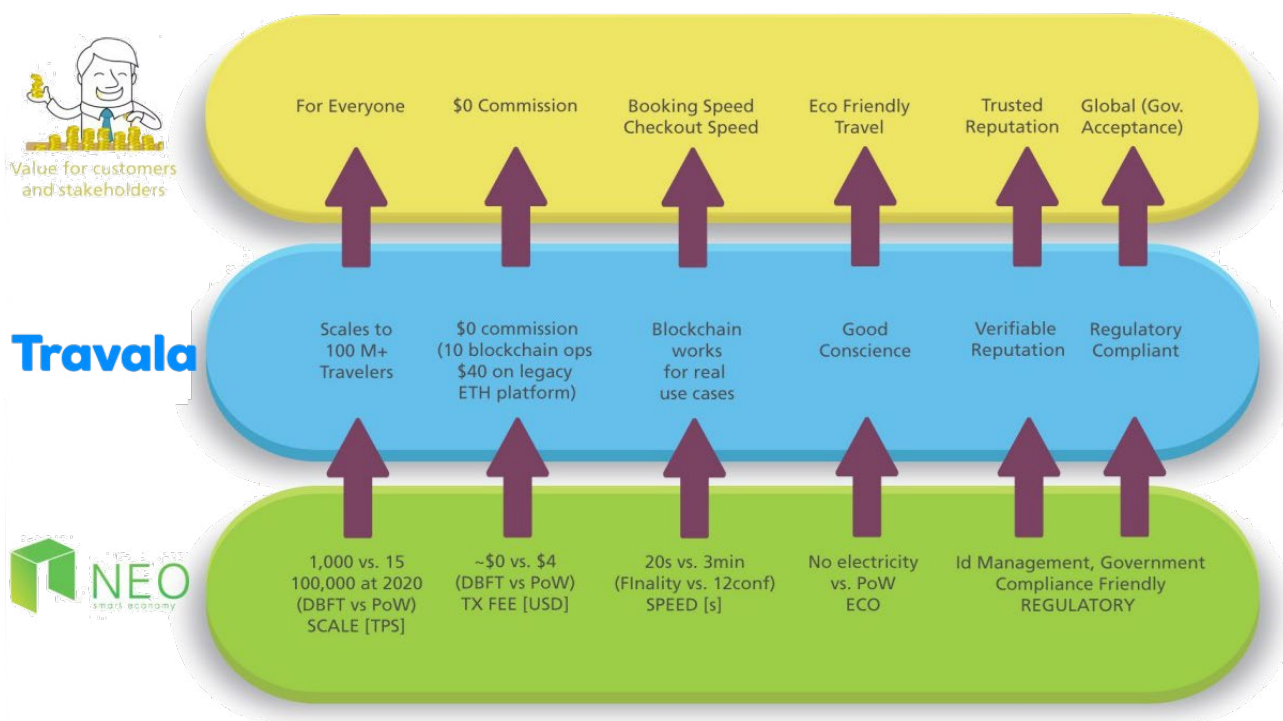 For Everyone
$0 Commission
Booking Speed
Checkout Speed
Eco Friendly
Travel
Trusted
Reputation
Global (Gov.
Acceptance)
Value for customers
and stakeholders
Travala
Scales to
100 M+
Travelers
$0 commission
(10 blockchain ops
$40 on legacy
ETH platform)
Blockchain
works
for real
use cases
Good
Conscience
Verifiable
Reputation
Regulatory
Compliant
NEO
smart economy
1,000 vs. 15
100,000 at 2020
(DBFT vs PoW)
SCALE [TPS]
~$0 vs. $4
(DBFT vs PoW)
TX FEE [USD]
20s vs. 3min
(FInality vs. 12conf)
SPEED [s]
No electricity
vs. PoW
ECO
Id Management, Government
Compliance Friendly
REGULATORY